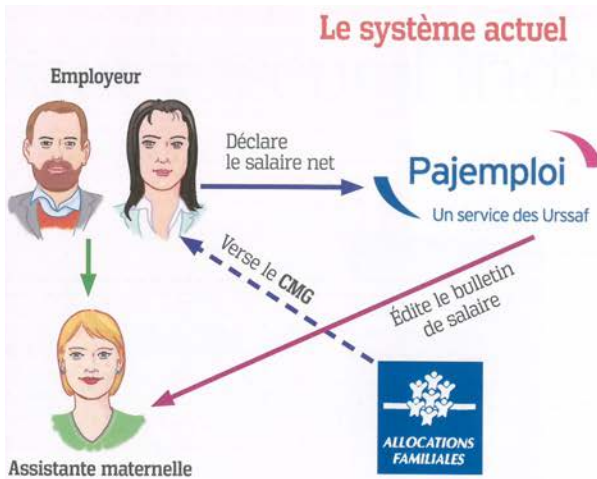 Le système actuel
Employeur
Déclare
le salaire net
Pajemploi
Un service des Urssaf
Verse le CMG
Édite le bulletin
de salaire
ALLOCATIONS
FAMILIALES
Assistante maternelle